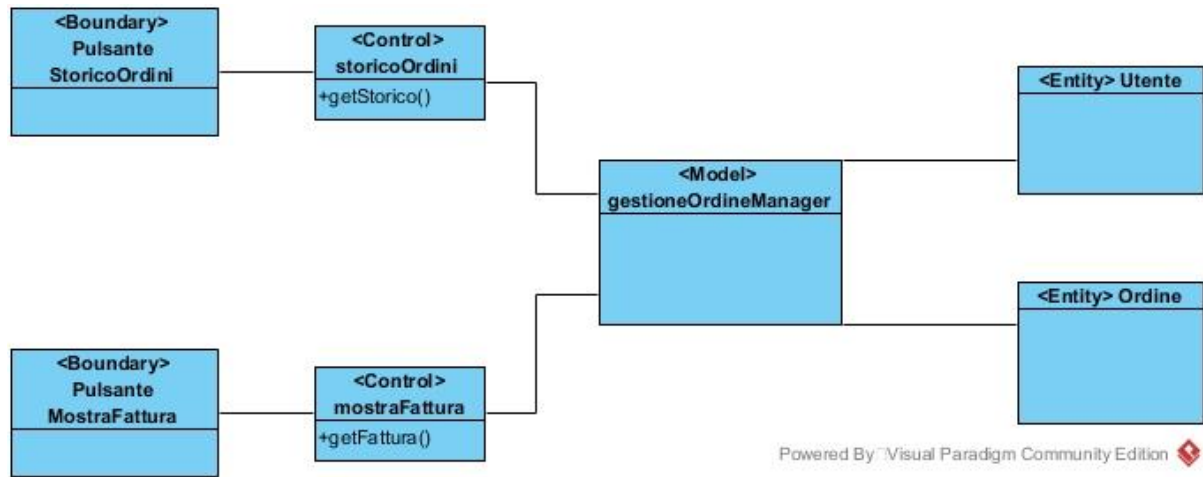 <Boundary>
Pulsante
StoricoOrdini
<Control>
storicoOrdini
+getStorico()
<Entity> Utente
<Model>
gestioneOrdineManager
<Entity> Ordine
<Boundary>
Pulsante
MostraFattura
<Control>
mostraFattura
+getFattura()
Powered By Visual Paradigm Community Edition